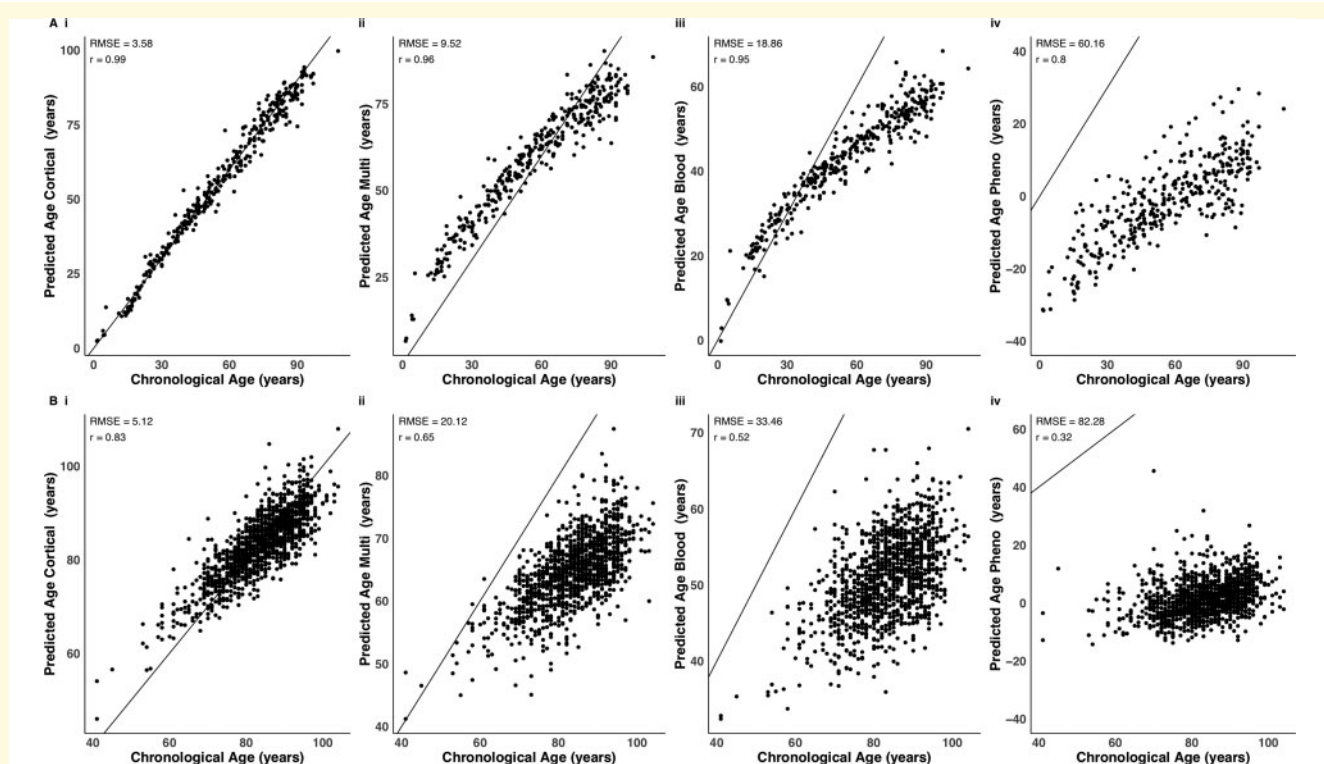 A i
RMSE = 3.58
r = 0.99
Predicted Age Cortical (years)
100
75
50
25
0
0 30 60 90
Chronological Age (years)
ii
RMSE = 9.52
r = 0.96
Predicted Age Multi (years)
75
50
25
0 30 60 90
Chronological Age (years)
iii
RMSE = 18.86
r = 0.95
Predicted Age Blood (years)
60
40
20
0
0 30 60 90
Chronological Age (years)
iv
RMSE = 60.16
r = 0.8
Predicted Age Pheno (years)
40
20
0
−20
−40
0 30 60 90
Chronological Age (years)
B i
RMSE = 5.12
r = 0.83
Predicted Age Cortical (years)
100
80
60
40 60 80 100
Chronological Age (years)
ii
RMSE = 20.12
r = 0.65
Predicted Age Multi (years)
80
70
60
50
40
40 60 80 100
Chronological Age (years)
iii
RMSE = 33.46
r = 0.52
Predicted Age Blood (years)
70
60
50
40
40 60 80 100
Chronological Age (years)
iv
RMSE = 82.28
r = 0.32
Predicted Age Pheno (years)
60
40
20
0
−20
−40
40 60 80 100
Chronological Age (years)